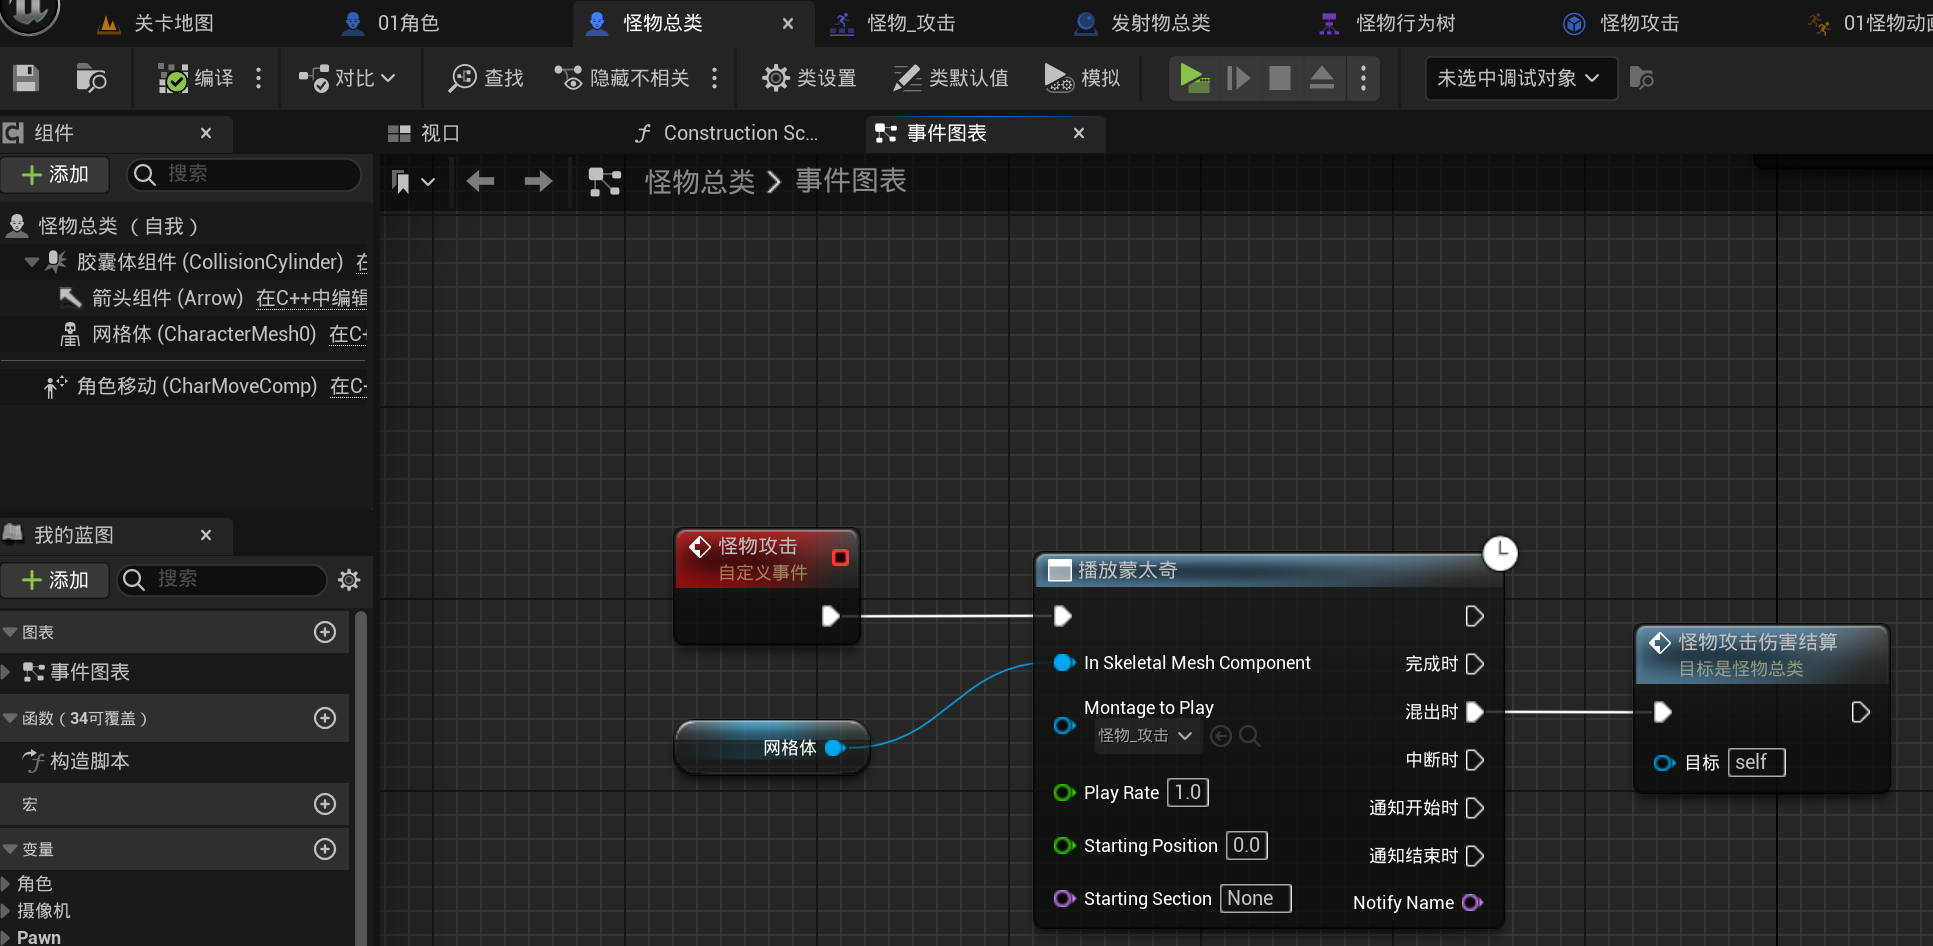 关卡地图
01角色
怪物总类
怪物_攻击
发射物总类
怪物行为树
怪物攻击
01怪物动
编译
对比
查找
隐藏不相关
类设置
类默认值
模拟
未选中调试对象
组件
视口
Construction Sc...
事件图表
添加
搜索
怪物总类 > 事件图表
怪物总类（自我）
胶囊体组件 (CollisionCylinder)
箭头组件 (Arrow) 在C++中编辑
网格体 (CharacterMesh0) 在C+
角色移动 (CharMoveComp) 在C-
我的蓝图
添加
搜索
图表
事件图表
函数（34可覆盖）
构造脚本
宏
变量
角色
摄像机
Pawn
怪物攻击
自定义事件
网格体
播放蒙太奇
In Skeletal Mesh Component
完成时
Montage to Play
怪物_攻击
混出时
中断时
Play Rate 1.0
通知开始时
Starting Position 0.0
通知结束时
Starting Section None
Notify Name
怪物攻击伤害结算
目标是怪物总类
目标 self